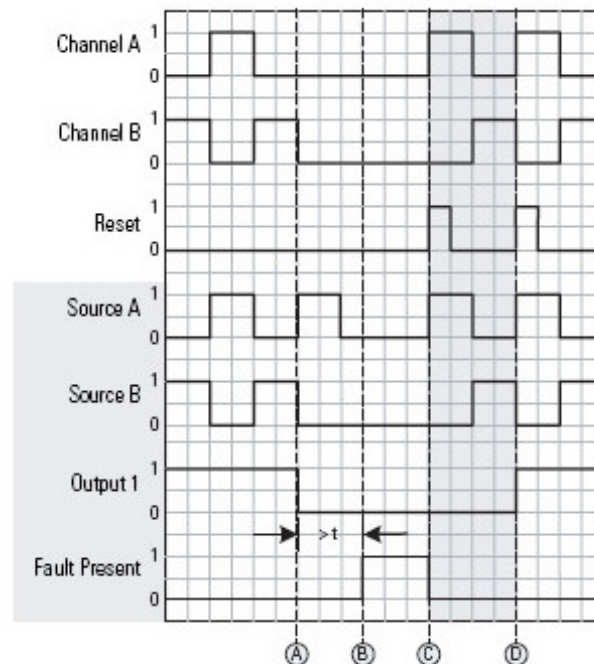 Channel A 1
0
Channel B 1
0
Reset 1
0
Source A 1
0
Source B 1
0
Output 1 1
0
> t
Fault Present 1
0
A B C D